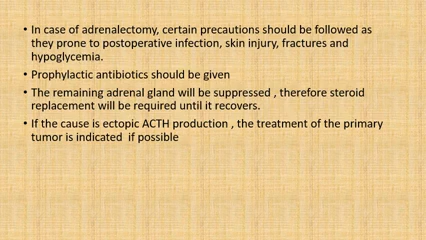 • In case of adrenalectomy, certain precautions should be followed as
they prone to postoperative infection, skin injury, fractures and
hypoglycemia.
• Prophylactic antibiotics should be given
• The remaining adrenal gland will be suppressed , therefore steroid
replacement will be required until it recovers.
• If the cause is ectopic ACTH production , the treatment of the primary
tumor is indicated  if possible